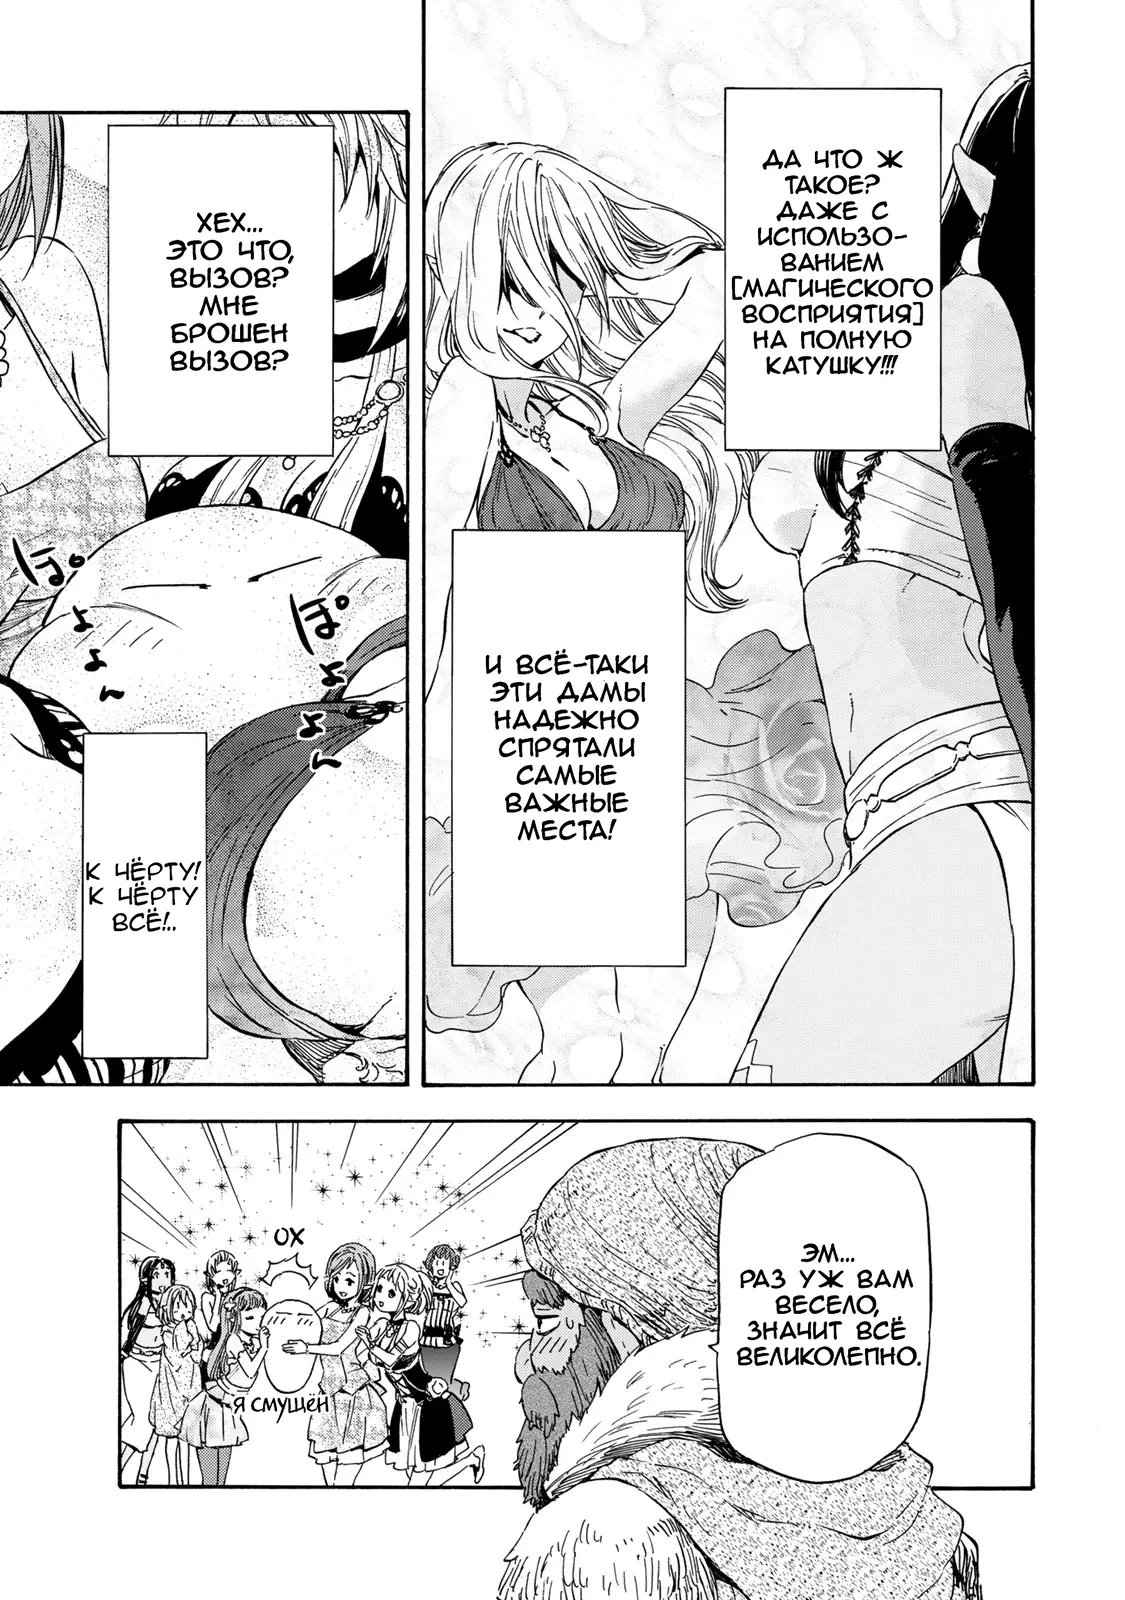 ДА ЧТО Ж
ТАКОЕ?
ДАЖЕ С
ИСПОЛЬЗО-
ВАНИЕМ
[МАГИЧЕСКОГО
ВОСПРИЯТИЯ]
НА ПОЛНУЮ
КАТУШКУ!!!
И ВСЁ-ТАКИ
ЭТИ ДАМЫ
НАДЕЖНО
СПРЯТАЛИ
САМЫЕ
ВАЖНЫЕ
МЕСТА!
ХЕХ...
ЭТО ЧТО,
ВЫЗОВ?
МНЕ
БРОШЕН
ВЫЗОВ?
ぽよよん
ぽよよん
К ЧЁРТУ!
К ЧЁРТУ
ВСЁ!..
ЭМ...
РАЗ УЖ ВАМ
ВЕСЕЛО,
ЗНАЧИТ ВСЁ
ВЕЛИКОЛЕПНО.
ОХ
Я СМУЩЁН